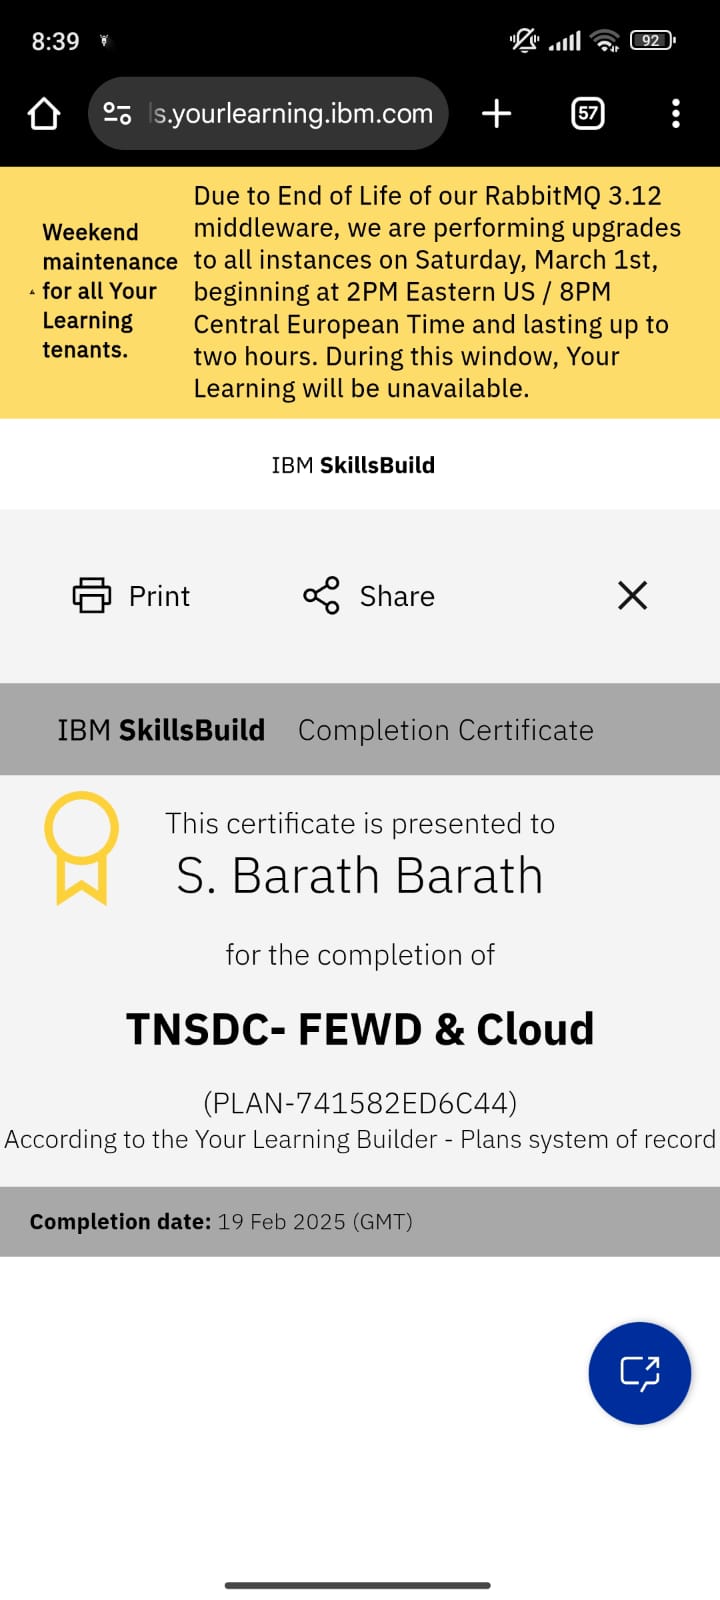 8:39
92
ls.yourlearning.ibm.com
57
Weekend
maintenance
for all Your
Learning
tenants.
Due to End of Life of our RabbitMQ 3.12
middleware, we are performing upgrades
to all instances on Saturday, March 1st,
beginning at 2PM Eastern US / 8PM
Central European Time and lasting up to
two hours. During this window, Your
Learning will be unavailable.
IBM SkillsBuild
Print
Share
IBM SkillsBuild Completion Certificate
This certificate is presented to
S. Barath Barath
for the completion of
TNSDC- FEWD & Cloud
(PLAN-741582ED6C44)
According to the Your Learning Builder - Plans system of record
Completion date: 19 Feb 2025 (GMT)